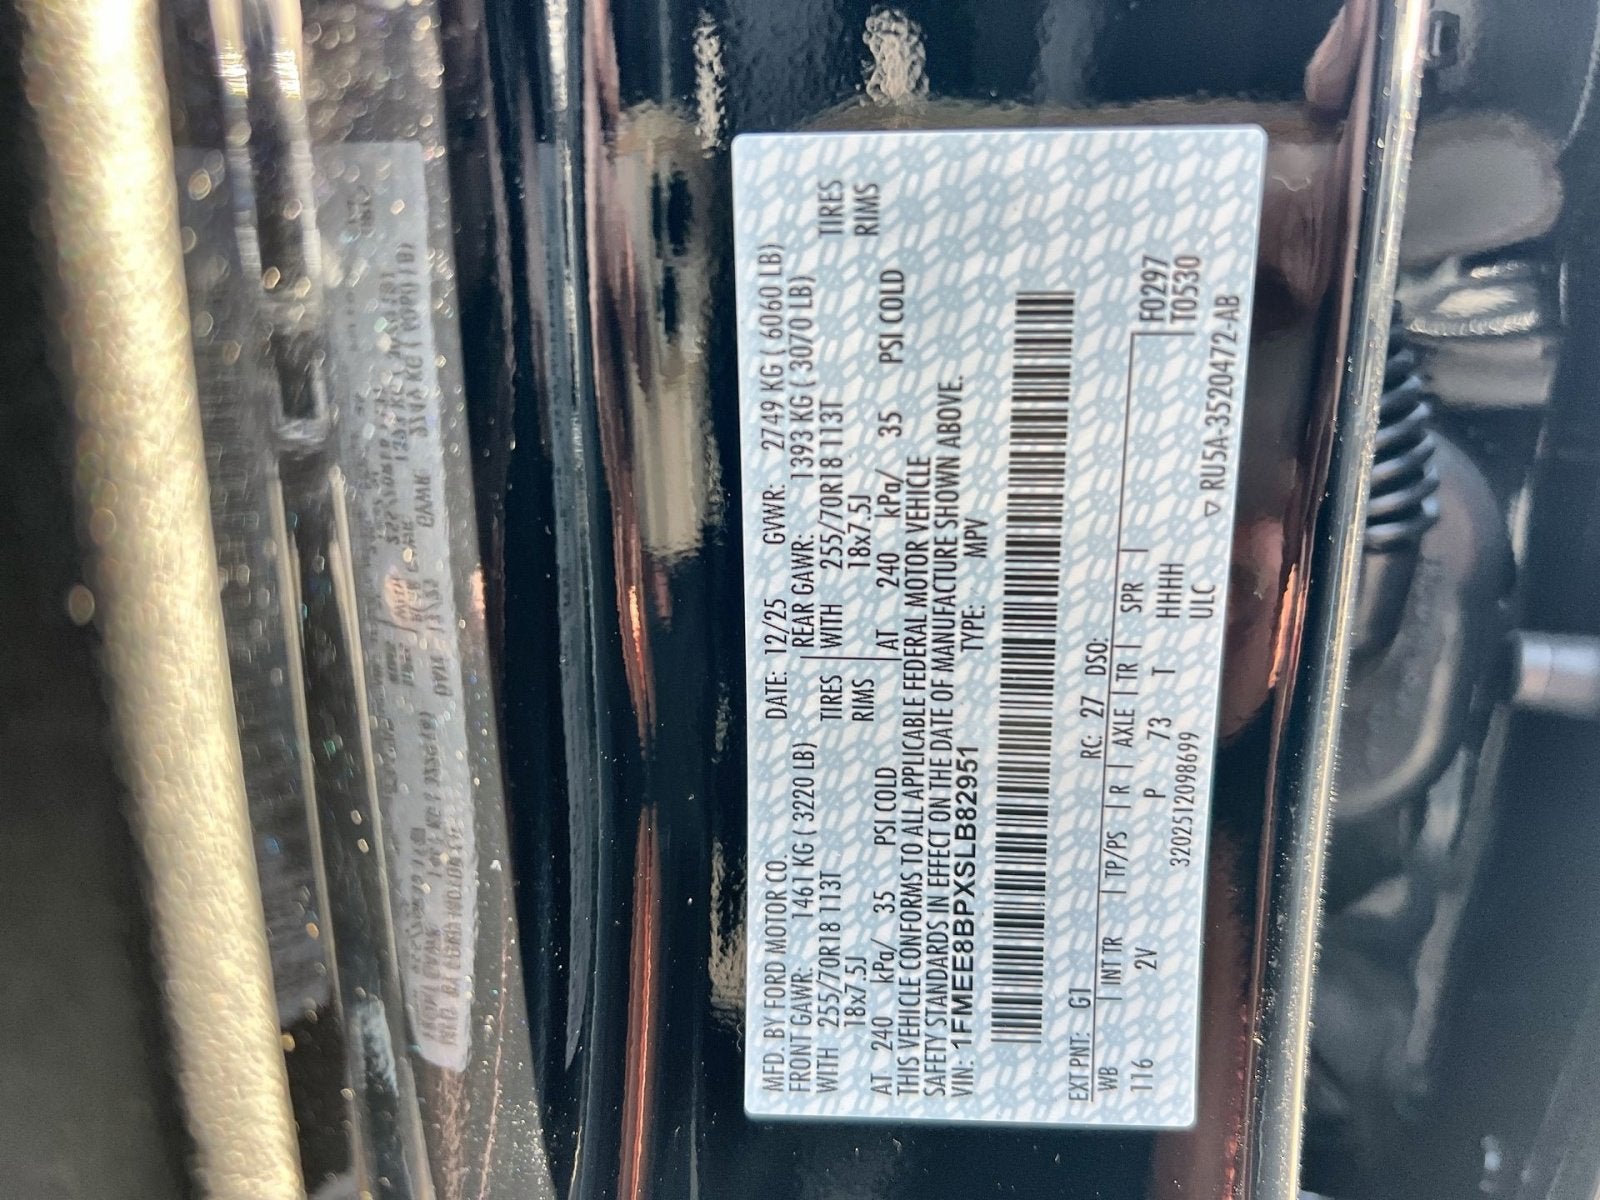 MFD. BY FORD MOTOR CO.
DATE: 12/25 GVWR: 2749 KG ( 6060 LB)
FRONT GAWR: 1461 KG ( 3220 LB)
REAR GAWR: 1393 KG ( 3070 LB)
WITH 255/70R18 113T TIRES
WITH 255/70R18 113T TIRES
18x7.5J RIMS
18x7.5J RIMS
AT 240 kPa/ 35 PSI COLD
AT 240 kPa/ 35 PSI COLD
THIS VEHICLE CONFORMS TO ALL APPLICABLE FEDERAL MOTOR VEHICLE
SAFETY STANDARDS IN EFFECT ON THE DATE OF MANUFACTURE SHOWN ABOVE.
VIN: 1FMEE8BPXSLB82951 TYPE: MPV
EXT PNT: G1 RC: 27 DSO: F0297
WB INT TR TP/PS R AXLE TR SPR T0530
116 2V P 73 T HHHH
3202512098699 ULC
RU5A-3520472-AB